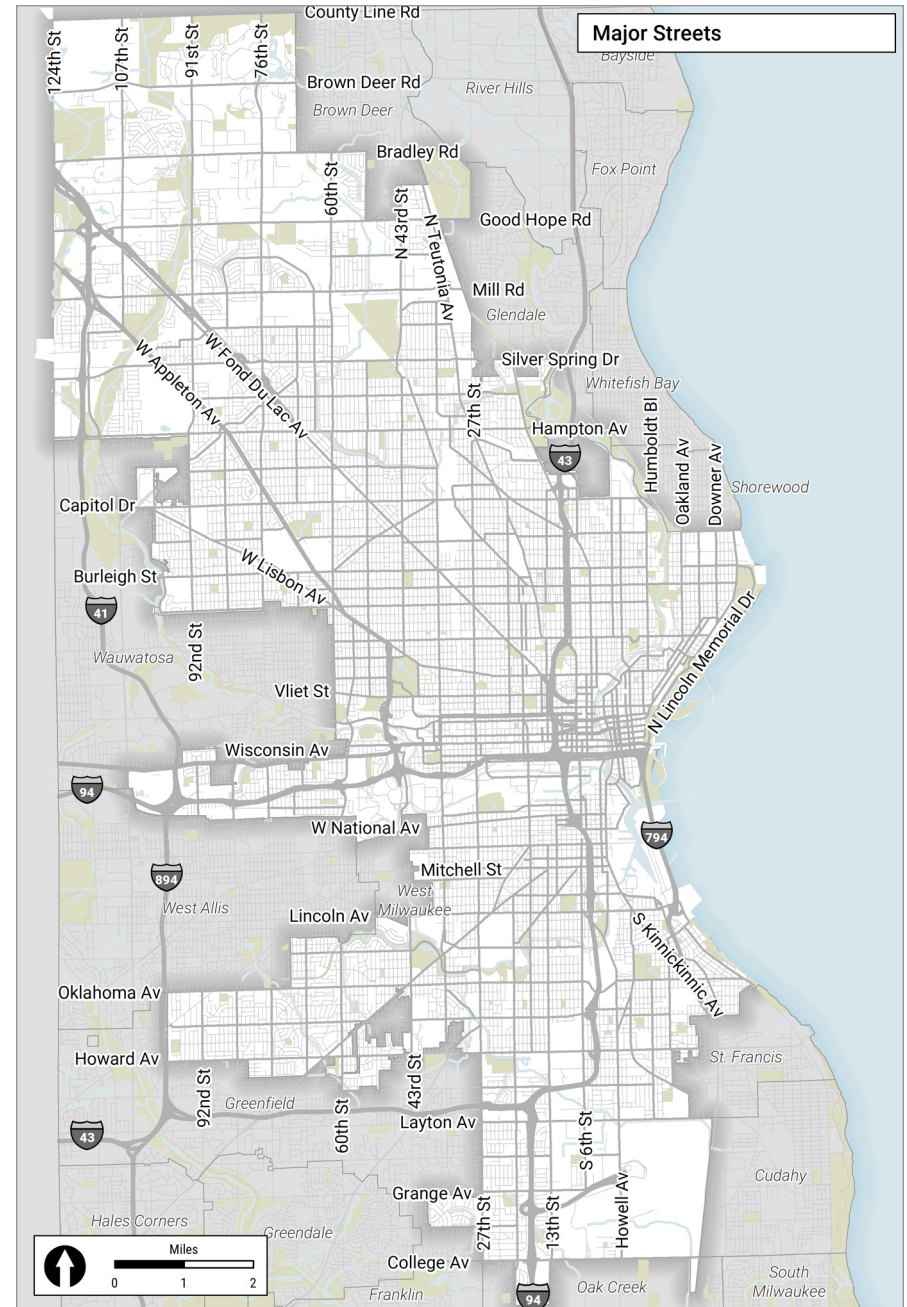 County Line Rd
Major Streets
Bayside
124th St
107th St
91st St
76th St
Brown Deer Rd
River Hills
Brown Deer
Bradley Rd
Fox Point
60th St
N 43rd St
Good Hope Rd
N Teutonia Av
Mill Rd
Glendale
W Fond Du Lac Av
W Appleton Av
Silver Spring Dr
Whitefish Bay
27th St
Hampton Av
Humboldt Bl
Oakland Av
Downer Av
43
Shorewood
Capitol Dr
W Lisbon Av
Burleigh St
41
N Lincoln Memorial Dr
92nd St
Wauwatosa
Vliet St
Wisconsin Av
94
W National Av
794
894
Mitchell St
West
Milwaukee
West Allis
Lincoln Av
S Kinnickinnic Av
Oklahoma Av
Howard Av
St. Francis
92nd St
43rd St
60th St
Greenfield
Layton Av
43
S 6th St
Cudahy
Grange Av
27th St
13th St
Howell Av
Hales Corners
Greendale
College Av
Miles
0 1 2
94
Franklin
Oak Creek
South
Milwaukee